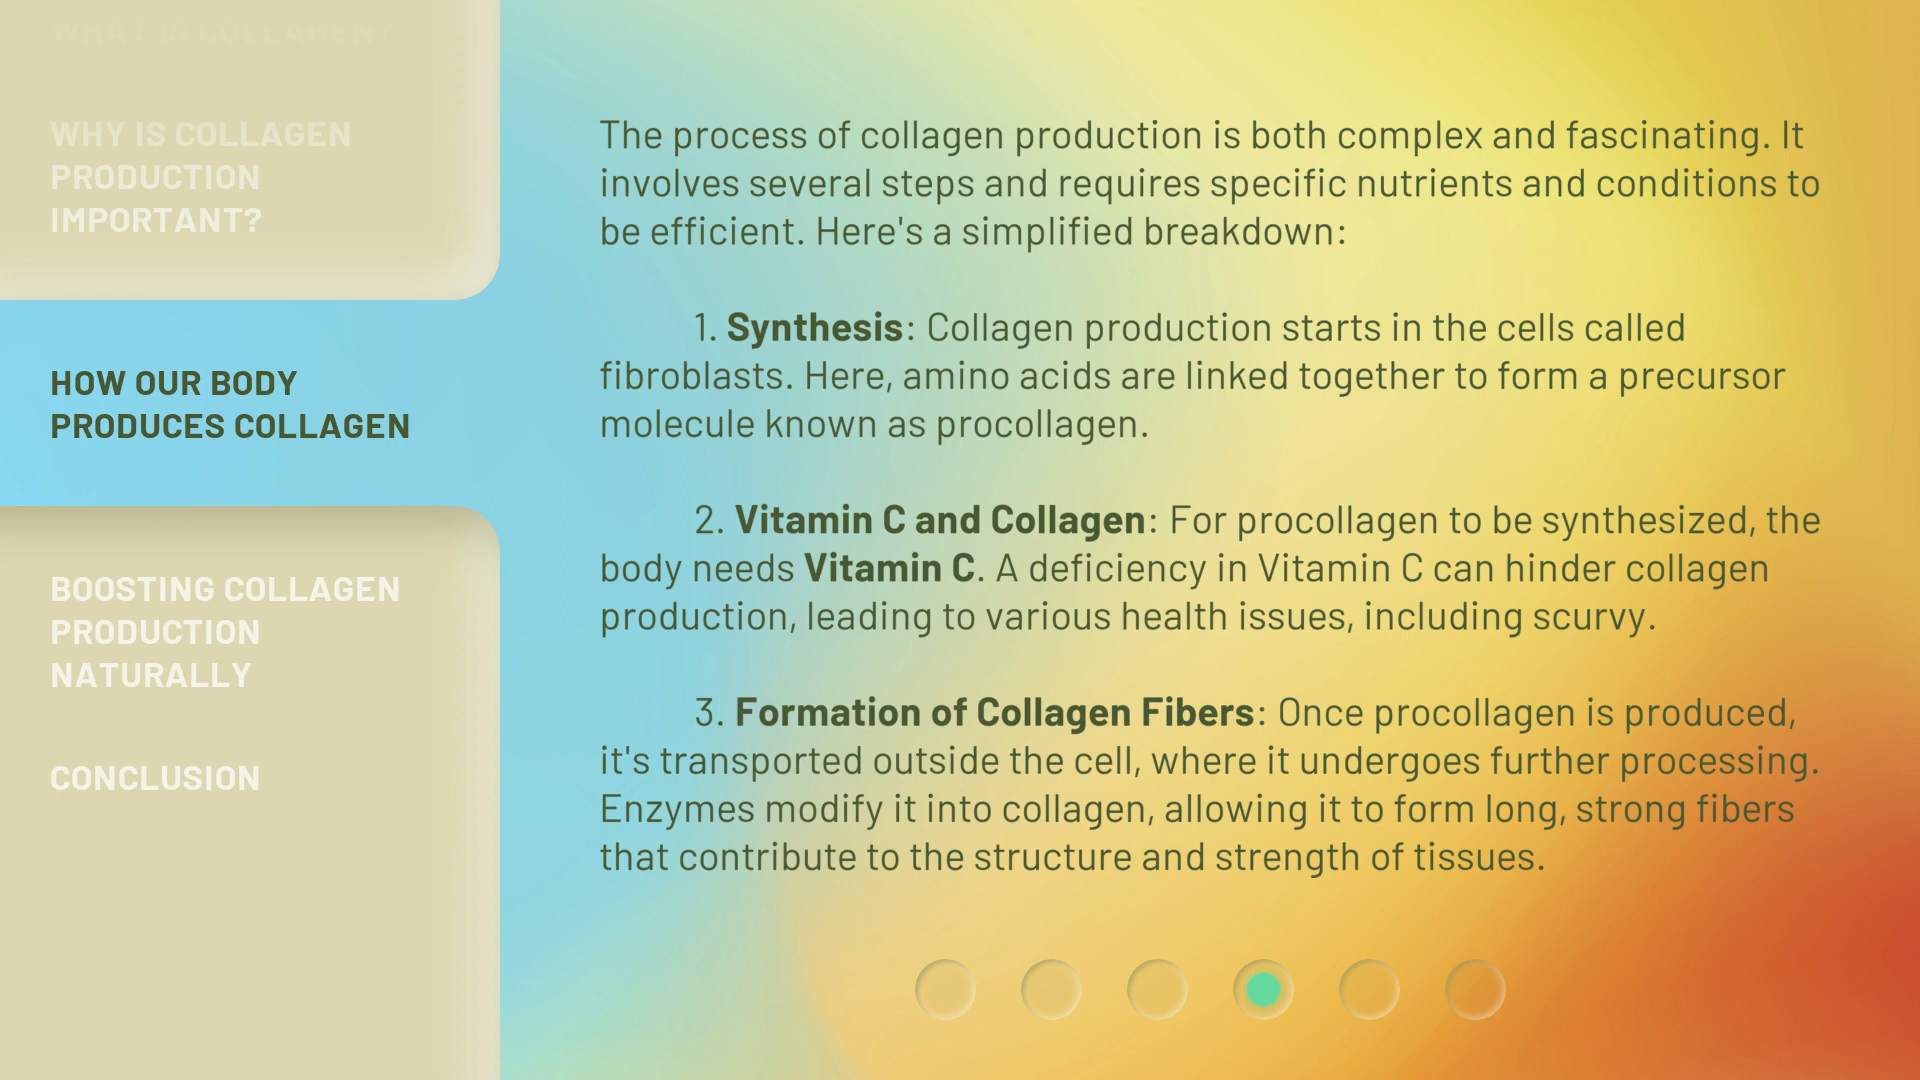 WHAT IS COLLAGEN?
WHY IS COLLAGEN
PRODUCTION
IMPORTANT?
HOW OUR BODY
PRODUCES COLLAGEN
BOOSTING COLLAGEN
PRODUCTION
NATURALLY
CONCLUSION
The process of collagen production is both complex and fascinating. It
involves several steps and requires specific nutrients and conditions to
be efficient. Here's a simplified breakdown:
1. Synthesis: Collagen production starts in the cells called
fibroblasts. Here, amino acids are linked together to form a precursor
molecule known as procollagen.
2. Vitamin C and Collagen: For procollagen to be synthesized, the
body needs Vitamin C. A deficiency in Vitamin C can hinder collagen
production, leading to various health issues, including scurvy.
3. Formation of Collagen Fibers: Once procollagen is produced,
it's transported outside the cell, where it undergoes further processing.
Enzymes modify it into collagen, allowing it to form long, strong fibers
that contribute to the structure and strength of tissues.